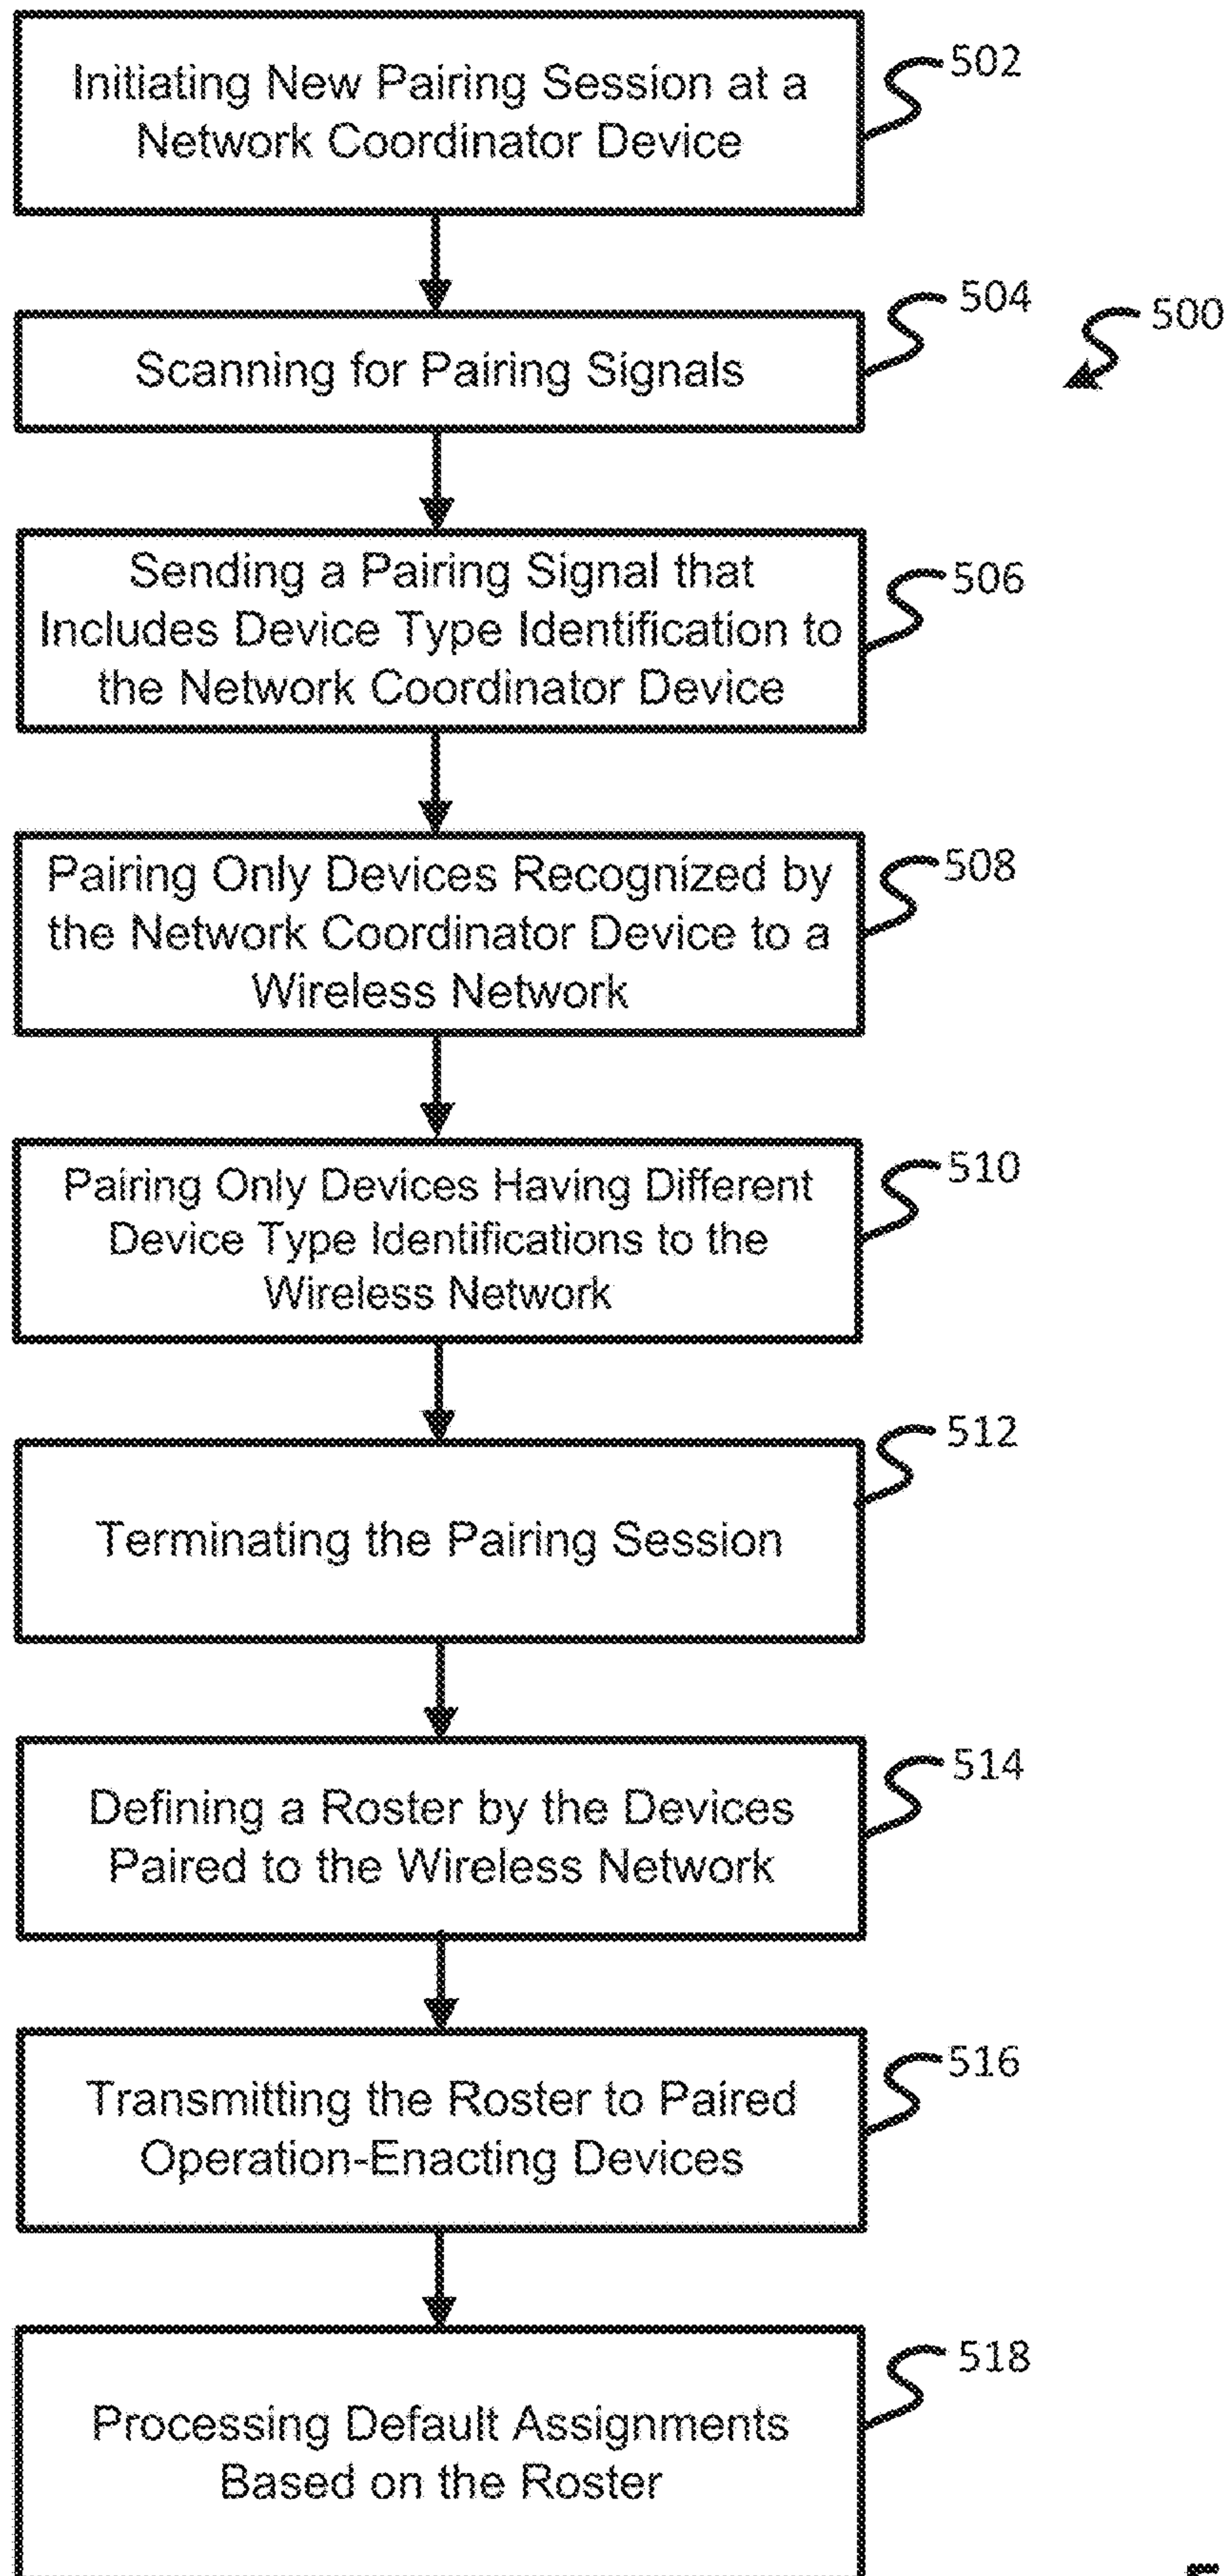 Initiating New Pairing Session at a
Network Coordinator Device
502
Scanning for Pairing Signals
504
500
Sending a Pairing Signal that
Includes Device Type Identification to
the Network Coordinator Device
506
Pairing Only Devices Recognized by
the Network Coordinator Device to a
Wireless Network
508
Pairing Only Devices Having Different
Device Type Identifications to the
Wireless Network
510
Terminating the Pairing Session
512
Defining a Roster by the Devices
Paired to the Wireless Network
514
Transmitting the Roster to Paired
Operation-Enacting Devices
516
Processing Default Assignments
Based on the Roster
518